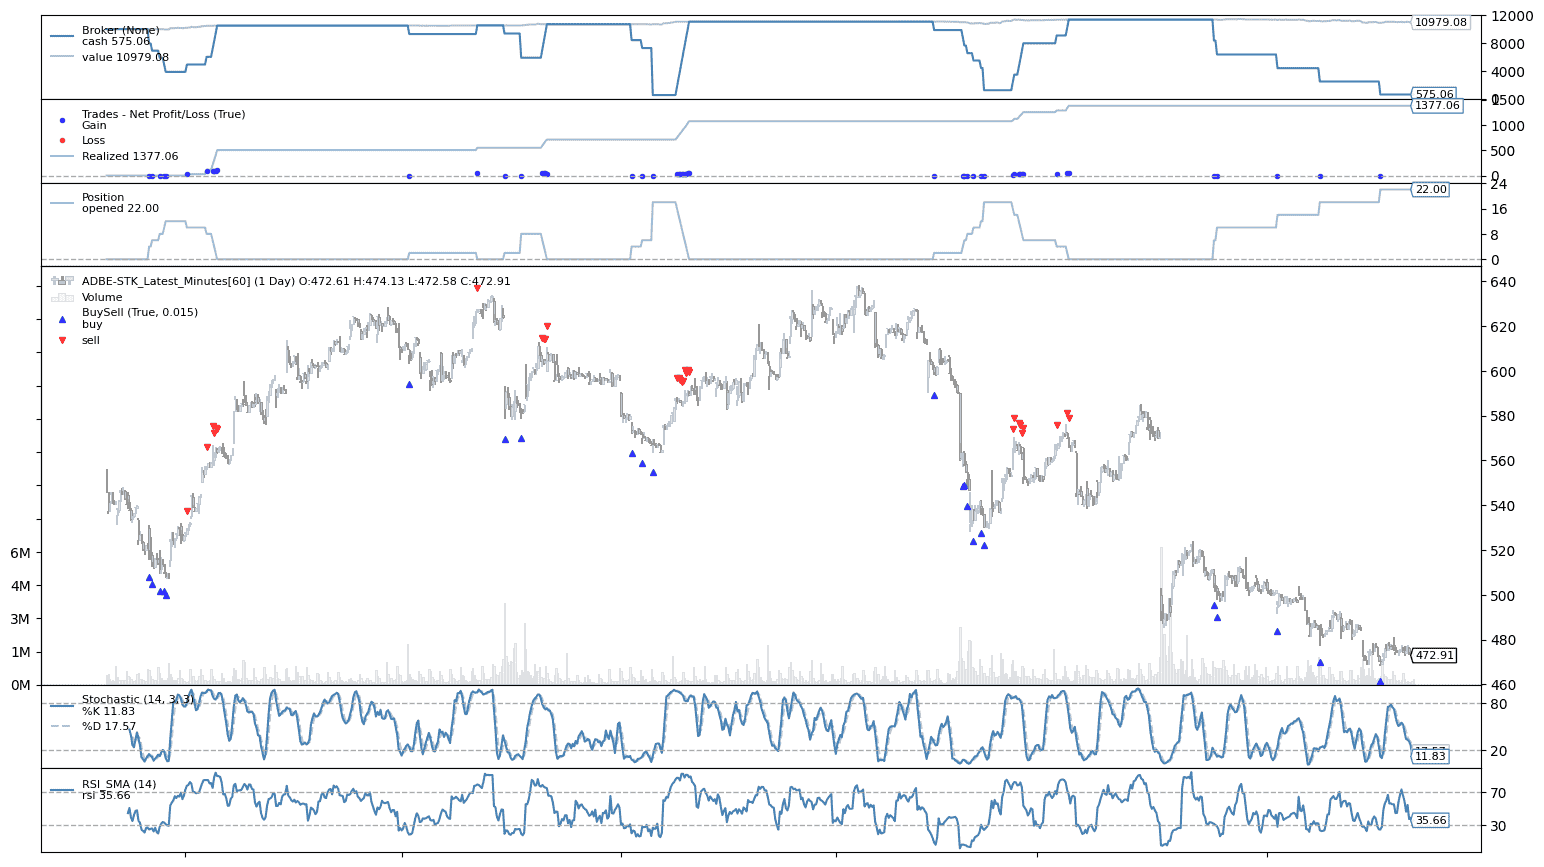 Broker (None)
cash 575.06
value 10979.08
12000
10979.08
8000
4000
575.06
0
Trades - Net Profit/Loss (True)
Gain
Loss
Realized 1377.06
1500
1377.06
1000
500
0
Position
opened 22.00
24
22.00
16
8
0
ADBE-STK_Latest_Minutes[60] (1 Day) O:472.61 H:474.13 L:472.58 C:472.91
Volume
BuySell (True, 0.015)
buy
sell
640
620
600
580
560
540
520
500
480
472.91
460
6M
4M
3M
1M
0M
Stochastic (14, 3, 3)
%K 11.83
%D 17.57
80
20
17.57
11.83
RSI_SMA (14)
rsi 35.66
70
35.66
30